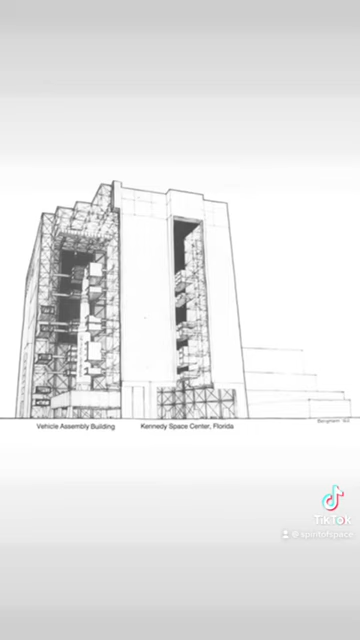 Vehicle Assembly Building Kennedy Space Center, Florida
TikTok
@spiritofspace